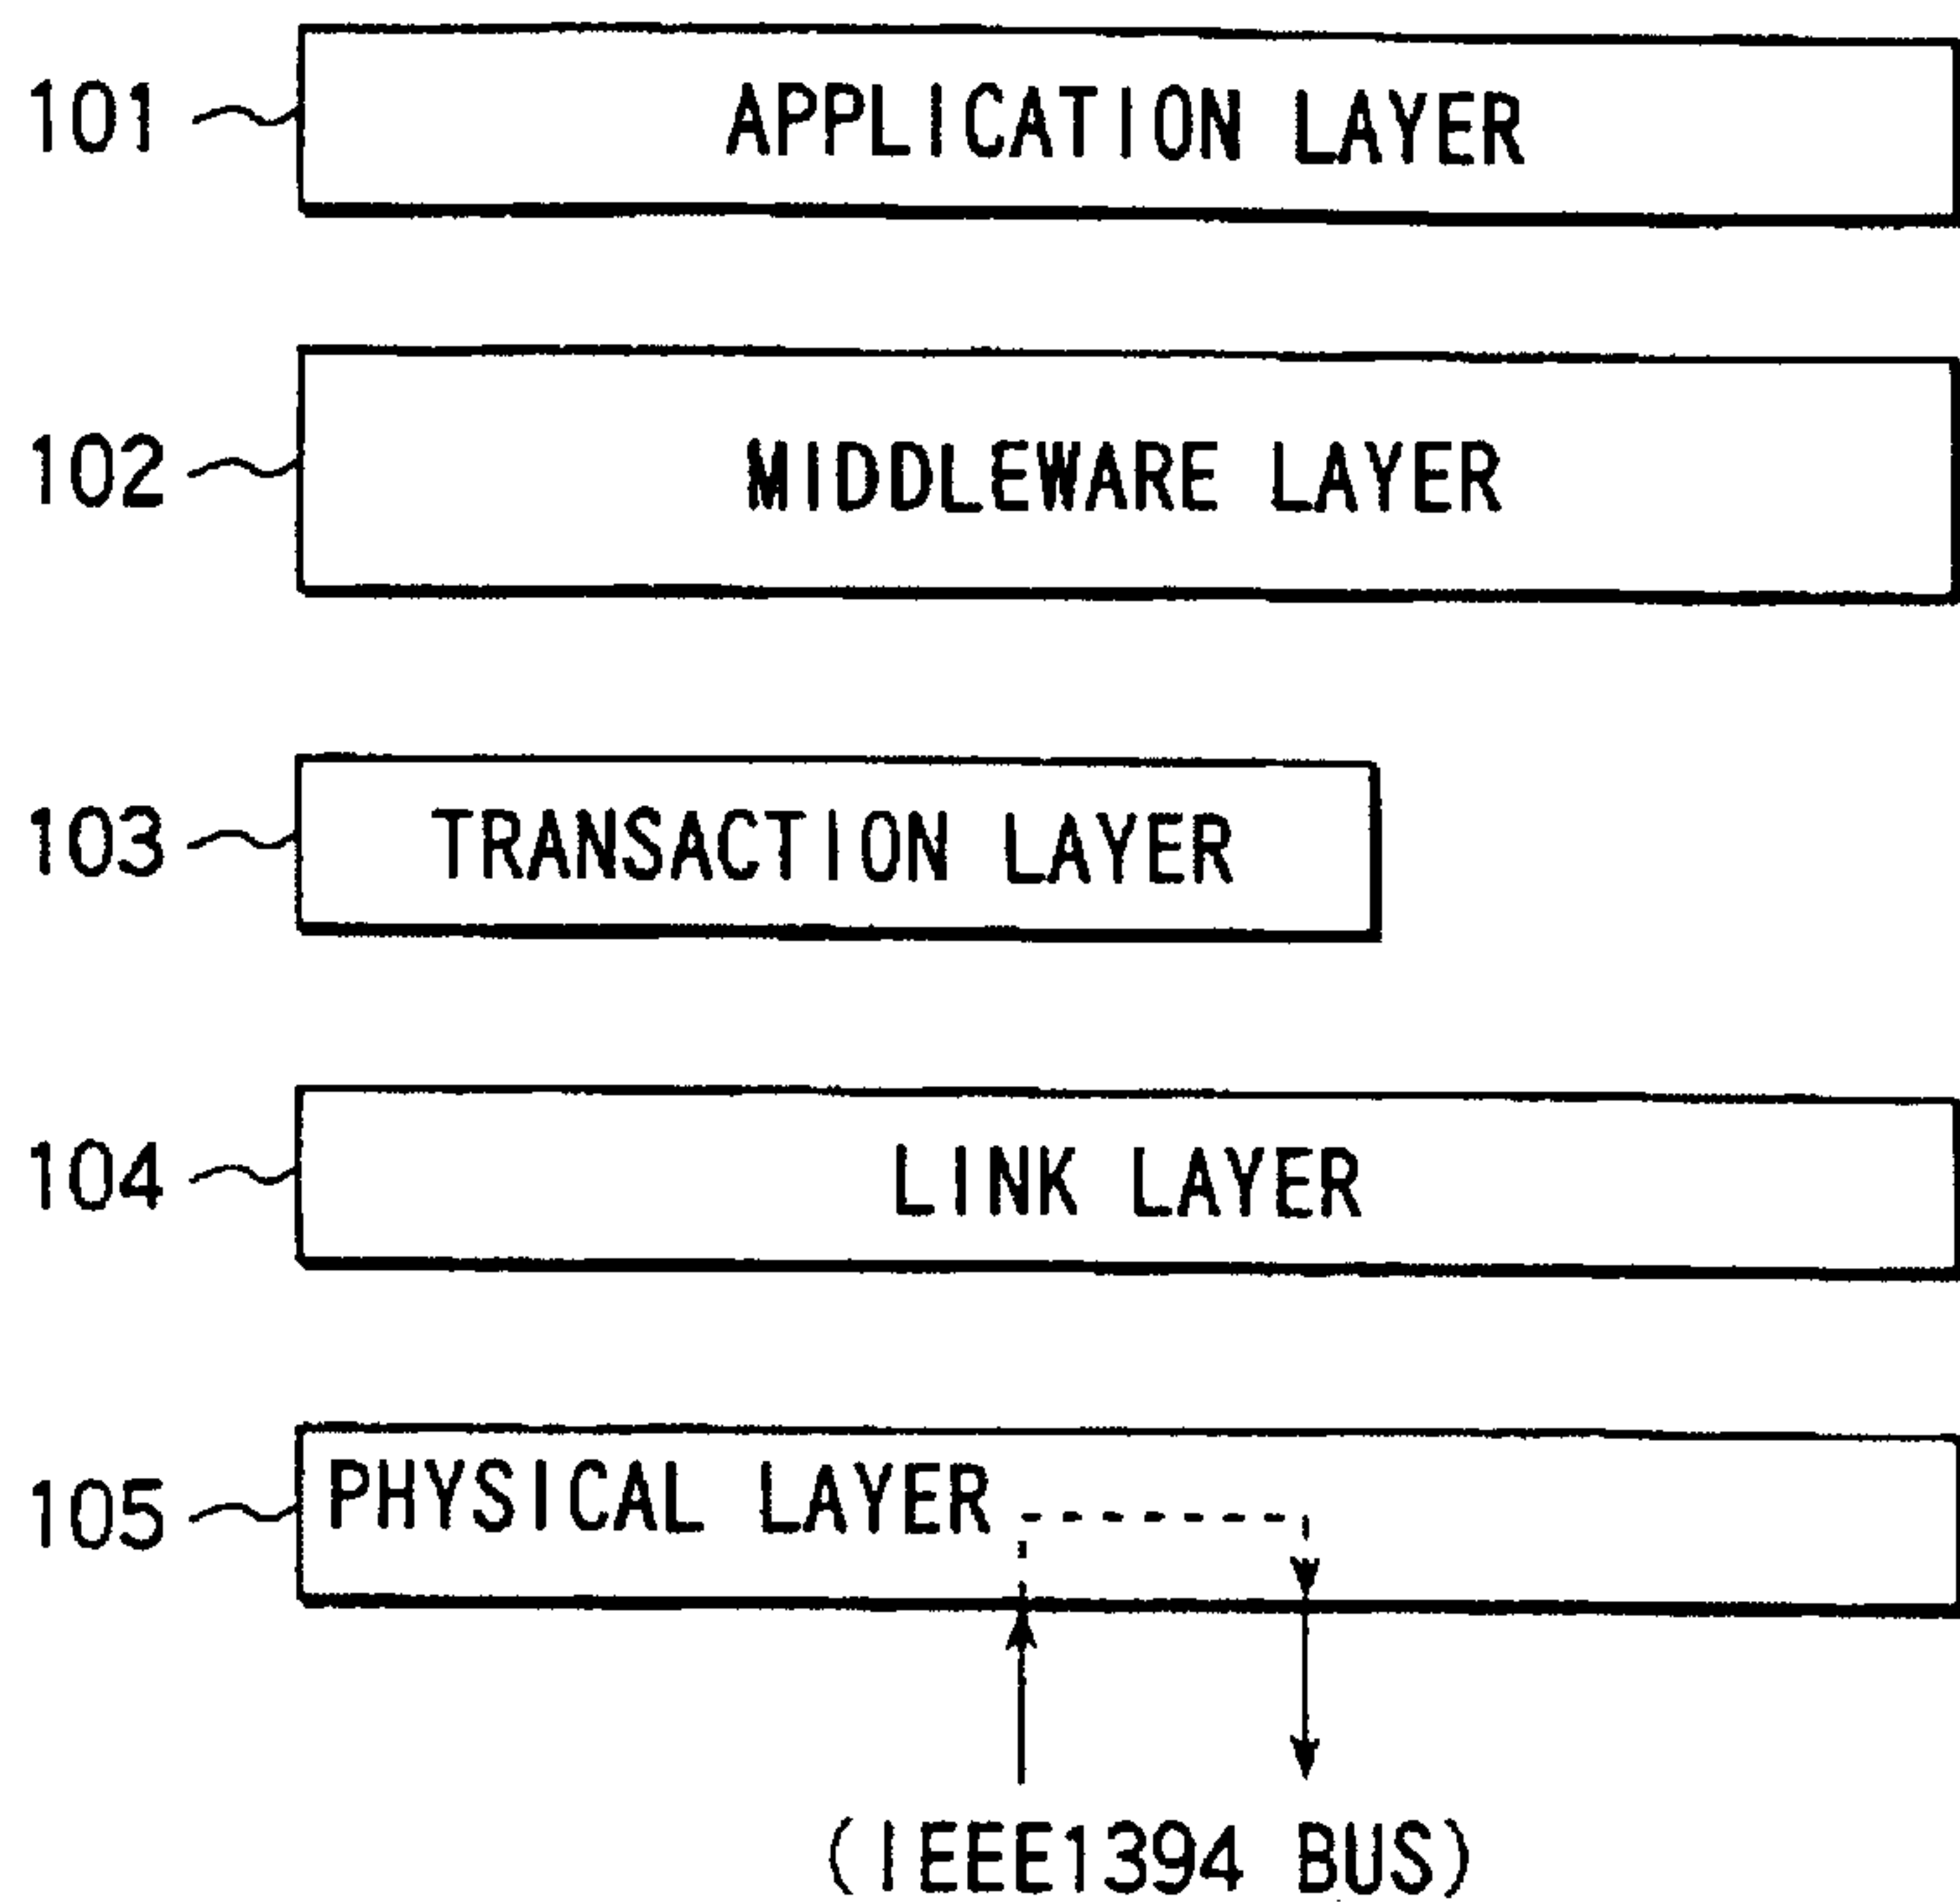 101 APPLICATION LAYER
102 MIDDLEWARE LAYER
103 TRANSACTION LAYER
104 LINK LAYER
105 PHYSICAL LAYER
(IEEE1394 BUS)